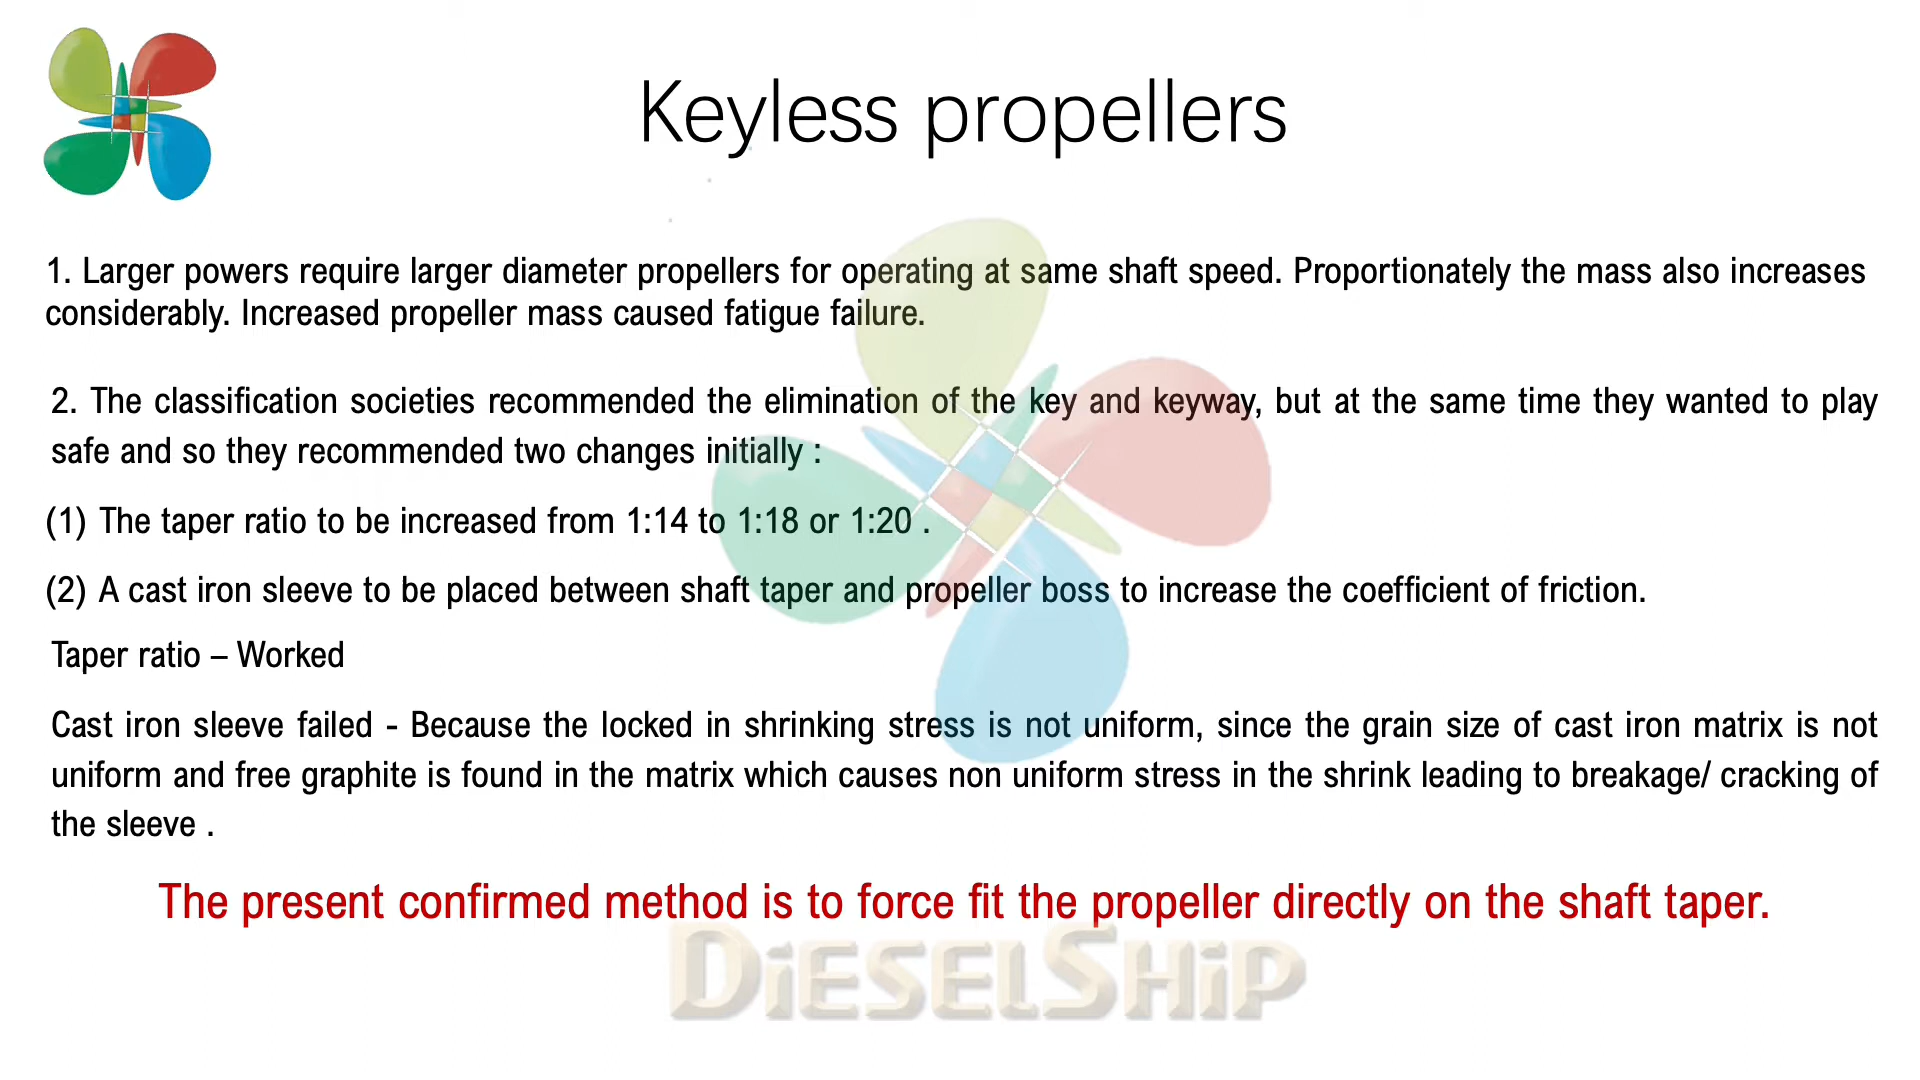 Keyless propellers
1. Larger powers require larger diameter propellers for operating at same shaft speed. Proportionately the mass also increases
considerably. Increased propeller mass caused fatigue failure.
2. The classification societies recommended the elimination of the key and keyway, but at the same time they wanted to play
safe and so they recommended two changes initially :
(1) The taper ratio to be increased from 1:14 to 1:18 or 1:20 .
(2) A cast iron sleeve to be placed between shaft taper and propeller boss to increase the coefficient of friction.
Taper ratio – Worked
Cast iron sleeve failed - Because the locked in shrinking stress is not uniform, since the grain size of cast iron matrix is not
uniform and free graphite is found in the matrix which causes non uniform stress in the shrink leading to breakage/ cracking of
the sleeve .
The present confirmed method is to force fit the propeller directly on the shaft taper.
DiESELSHiP